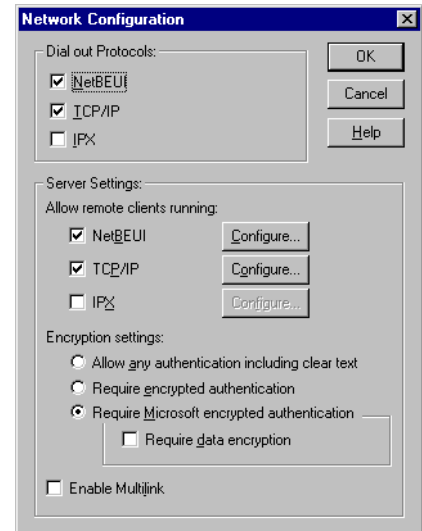 Network Configuration
Dial out Protocols:
NetBEUI
TCP/IP
IPX
OK
Cancel
Help
Server Settings:
Allow remote clients running:
NetBEUI Configure...
TCP/IP Configure...
IPX Configure...
Encryption settings:
Allow any authentication including clear text
Require encrypted authentication
Require Microsoft encrypted authentication
Require data encryption
Enable Multilink